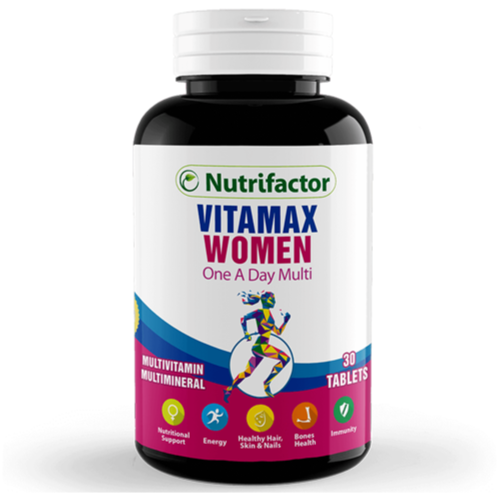 Nutrifactor
VITAMAX
WOMEN
One A Day Multi
MULTIVITAMIN
MULTIMINERAL
30
TABLETS
Nutritional
Support
Energy
Healthy Hair,
Skin & Nails
Bones
Health
Immunity